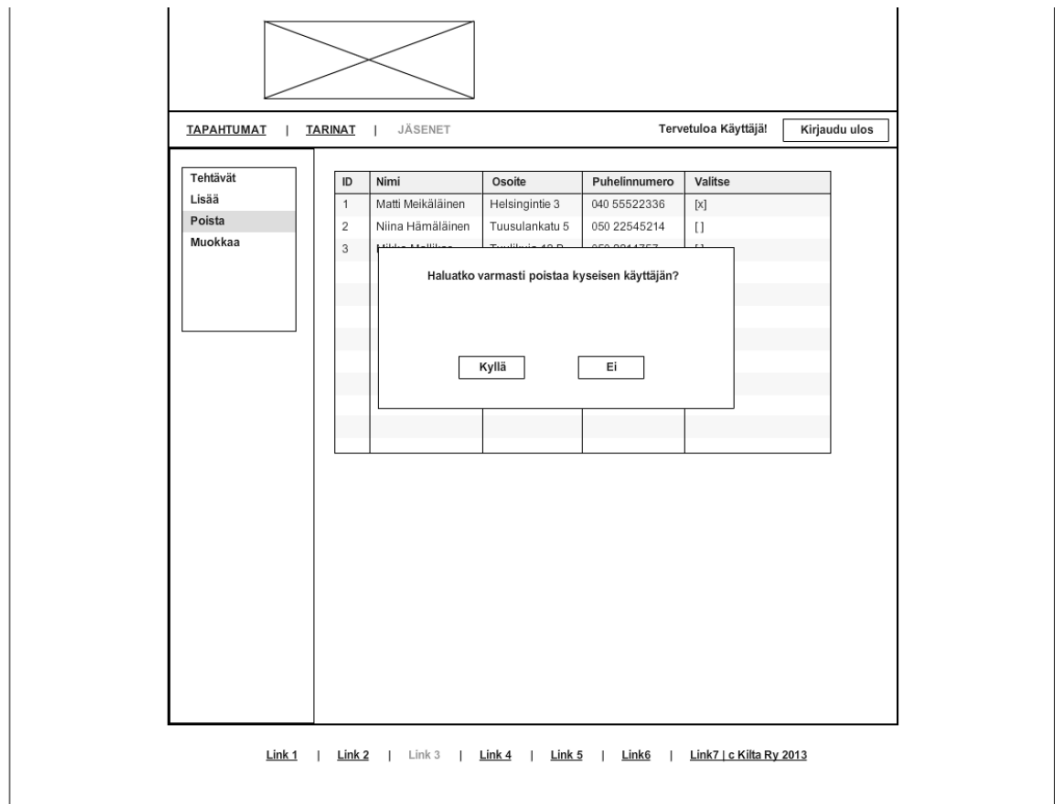 TAPAHTUMAT | TARINAT | JÄSENET Tervetuloa Käyttäjä! Kirjaudu ulos
Tehtävät
Lisää
Poista
Muokkaa
ID Nimi Osoite Puhelinnumero Valitse
1 Matti Meikäläinen Helsingintie 3 040 55522336 [x]
2 Niina Hämäläinen Tuusulankatu 5 050 22545214 [ ]
3
Haluatko varmasti poistaa kyseisen käyttäjän?
Kyllä Ei
Link 1 | Link 2 | Link 3 | Link 4 | Link 5 | Link6 | Link7 | c Kilta Ry 2013